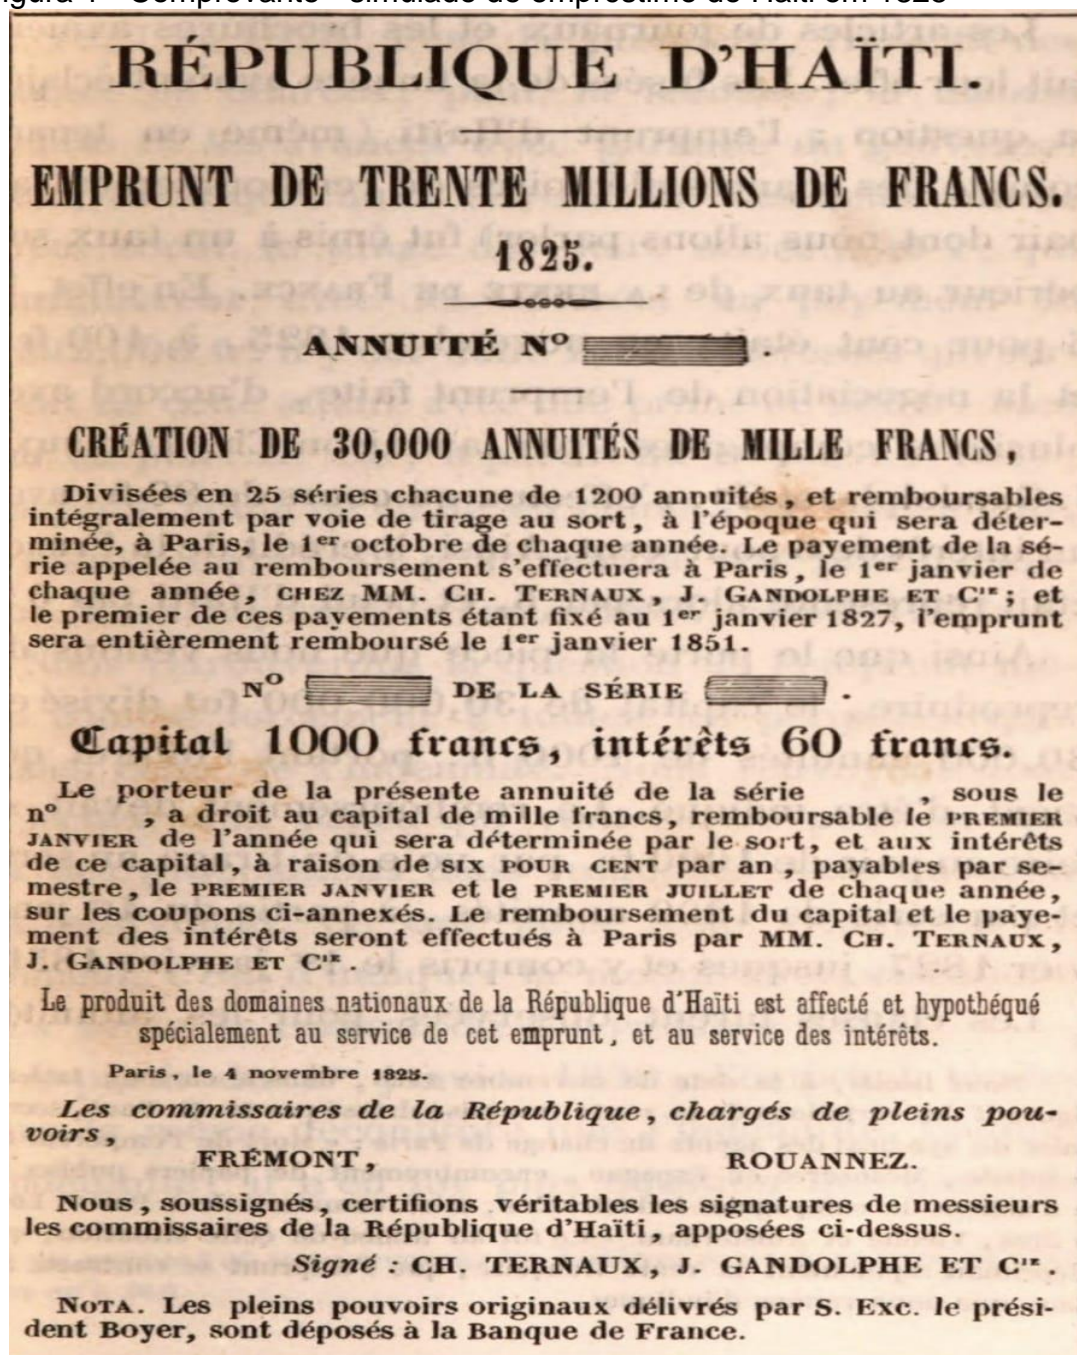 RÉPUBLIQUE D'HAÏTI.
EMPRUNT DE TRENTE MILLIONS DE FRANCS.
1825.
ANNUITÉ Nº .
CRÉATION DE 30,000 ANNUITÉS DE MILLE FRANCS,
Divisées en 25 séries chacune de 1200 annuités, et remboursables
intégralement par voie de tirage au sort, à l'époque qui sera déter-
minée, à Paris, le 1er octobre de chaque année. Le payement de la sé-
rie appelée au remboursement s'effectuera à Paris, le 1er janvier de
chaque année, CHEZ MM. CH. TERNAUX, J. GANDOLPHE ET Cie; et
le premier de ces payements étant fixé au 1er janvier 1827, l'emprunt
sera entièrement remboursé le 1er janvier 1851.
Nº DE LA SÉRIE .
Capital 1000 francs, intérêts 60 francs.
Le porteur de la présente annuité de la série , sous le
nº , a droit au capital de mille francs, remboursable le PREMIER
JANVIER de l'année qui sera déterminée par le sort, et aux intérêts
de ce capital, à raison de SIX POUR CENT par an, payables par se-
mestre, le PREMIER JANVIER et le PREMIER JUILLET de chaque année,
sur les coupons ci-annexés. Le remboursement du capital et le paye-
ment des intérêts seront effectués à Paris par MM. CH. TERNAUX,
J. GANDOLPHE ET Cie.
Le produit des domaines nationaux de la République d'Haïti est affecté et hypothéqué
spécialement au service de cet emprunt, et au service des intérêts.
Paris, le 4 novembre 1825.
Les commissaires de la République, chargés de pleins pou-
voirs,
FRÉMONT, ROUANNEZ.
Nous, soussignés, certifions véritables les signatures de messieurs
les commissaires de la République d'Haïti, apposées ci-dessus.
Signé : CH. TERNAUX, J. GANDOLPHE ET Cie.
NOTA. Les pleins pouvoirs originaux délivrés par S. Exc. le prési-
dent Boyer, sont déposés à la Banque de France.